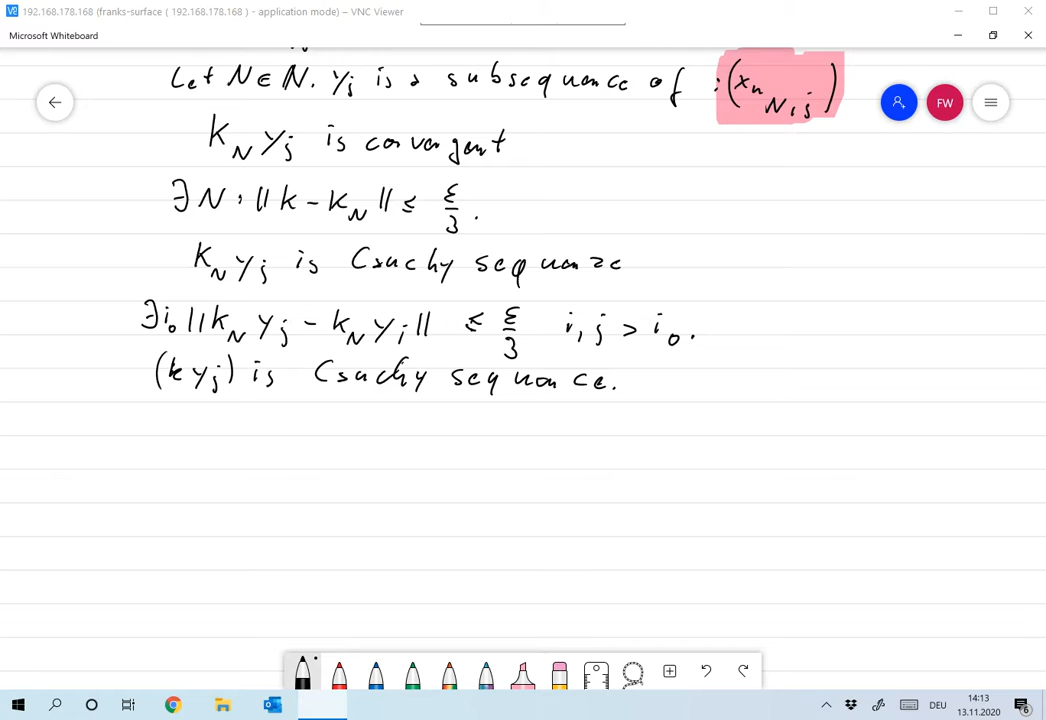 192.168.178.168 (franks-surface ( 192.168.178.168 ) - application mode) – VNC Viewer
Microsoft Whiteboard
Let N∈ℕ. y_j is a subsequence of (x_{n_{N,j}})
K_N y_j is convergent
∃N: ||k - k_N|| ≤ ε/3.
K_N y_j is Cauchy sequence
∃i_0 ||k_N y_j - k_N y_i|| ≤ ε/3 i,j > i_0.
(k y_j) is Cauchy sequence.
FW
DEU
14:13
13.11.2020
6